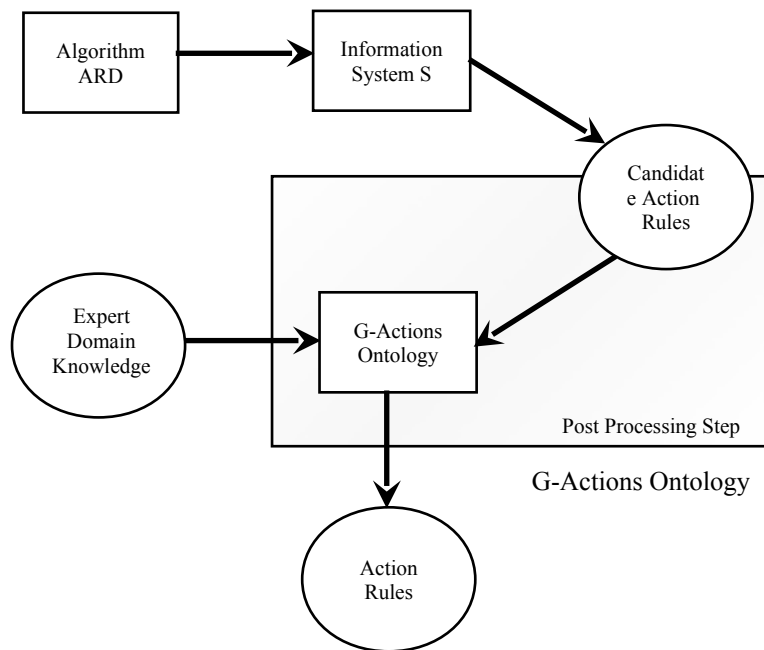 Algorithm
ARD
Information
System S
Candidat
e Action
Rules
Expert
Domain
Knowledge
G-Actions
Ontology
Post Processing Step
G-Actions Ontology
Action
Rules